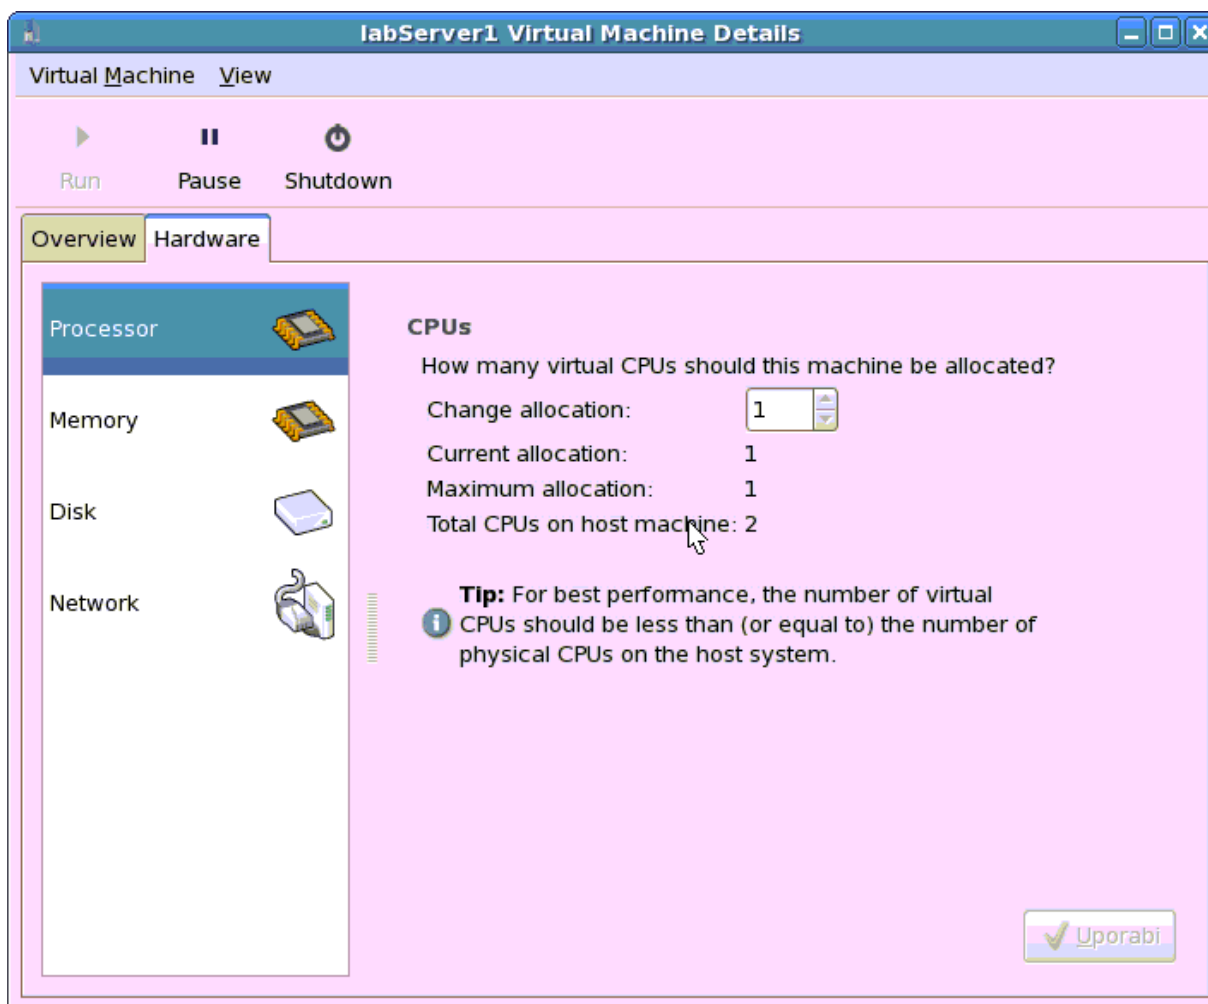 labServer1 Virtual Machine Details
Virtual Machine View
Run Pause Shutdown
Overview Hardware
Processor
Memory
Disk
Network
CPUs
How many virtual CPUs should this machine be allocated?
Change allocation: 1
Current allocation: 1
Maximum allocation: 1
Total CPUs on host machine: 2
Tip: For best performance, the number of virtual
CPUs should be less than (or equal to) the number of
physical CPUs on the host system.
Uporabi